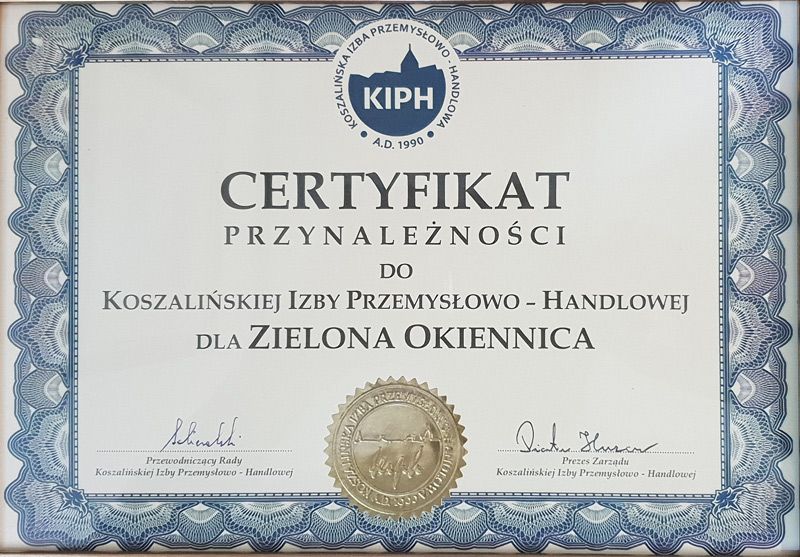 KOSZALIŃSKA IZBA PRZEMYSŁOWO - HANDLOWA
KIPH
A.D. 1990
CERTYFIKAT
PRZYNALEŻNOŚCI
DO
KOSZALIŃSKIEJ IZBY PRZEMYSŁOWO – HANDLOWEJ
DLA ZIELONA OKIENNICA
Przewodniczący Rady
Koszalińskiej Izby Przemysłowo - Handlowej
Prezes Zarządu
Koszalińskiej Izby Przemysłowo - Handlowej